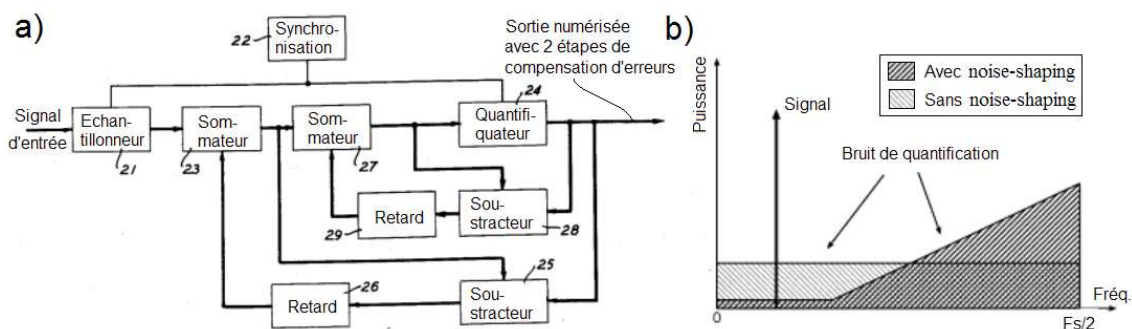 a)
22
Synchro-
nisation
Sortie numérisée
avec 2 étapes de
compensation d'erreurs
Signal
d'entrée
Echan-
tillonneur
21
Som-
mateur
23
Som-
mateur
27
24
Quantifi-
quateur
Retard
29
Sou-
stracteur
28
Retard
26
25
Sou-
stracteur
b)
Puissance
Signal
Avec noise-shaping
Sans noise-shaping
Bruit de quantification
0
Fréq.
Fs/2